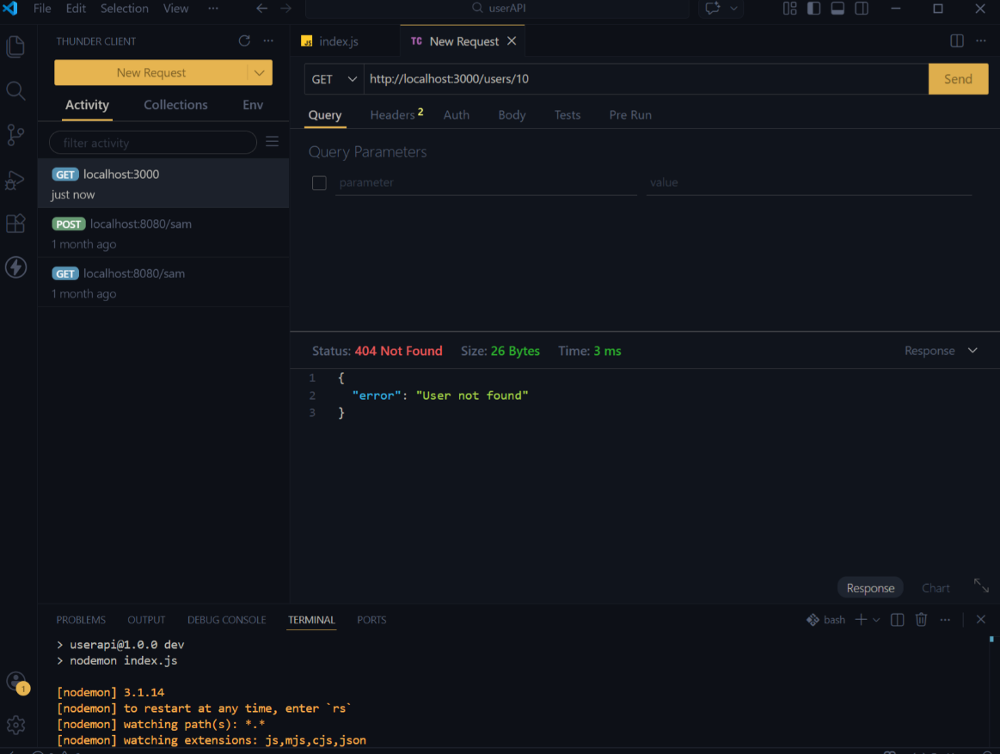 File Edit Selection View ... userAPI
THUNDER CLIENT ...
New Request
Activity Collections Env
filter activity
GET localhost:3000
just now
POST localhost:8080/sam
1 month ago
GET localhost:8080/sam
1 month ago
JS index.js TC New Request
GET http://localhost:3000/users/10 Send
Query Headers 2 Auth Body Tests Pre Run
Query Parameters
parameter value
Status: 404 Not Found Size: 26 Bytes Time: 3 ms Response
1 {
2 "error": "User not found"
3 }
Response Chart
PROBLEMS OUTPUT DEBUG CONSOLE TERMINAL PORTS bash ...
> userapi@1.0.0 dev
> nodemon index.js
[nodemon] 3.1.14
[nodemon] to restart at any time, enter `rs`
[nodemon] watching path(s): *.*
[nodemon] watching extensions: js,mjs,cjs,json
1